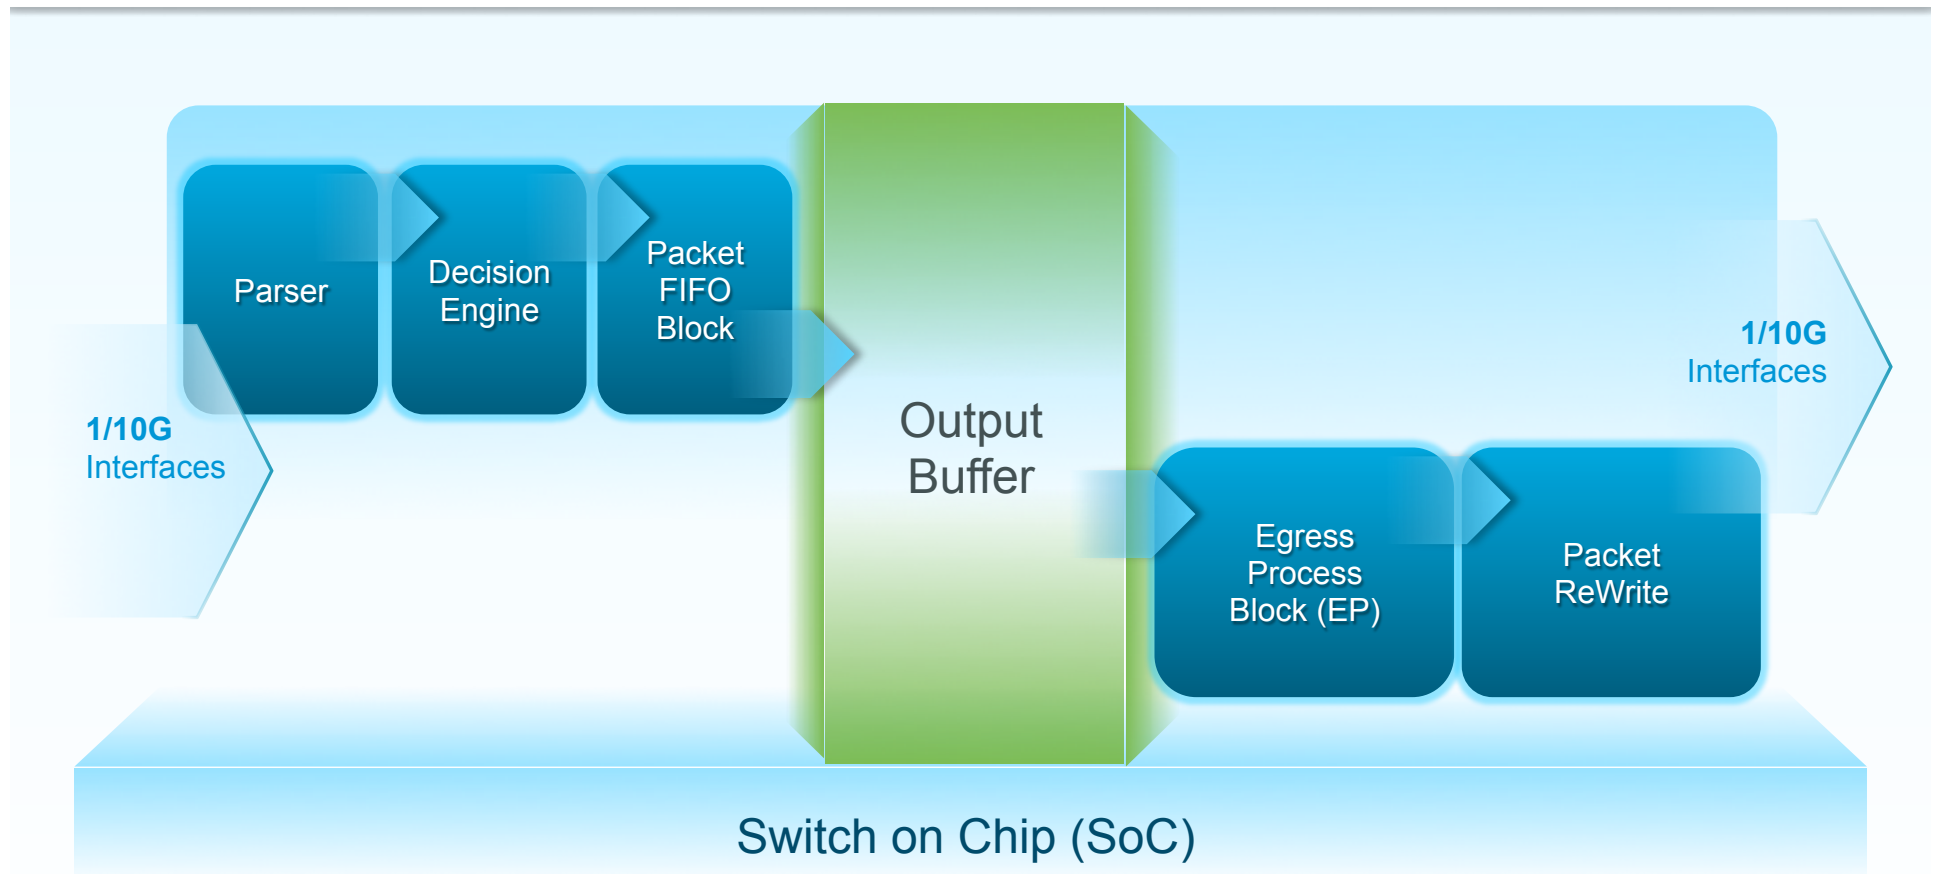 Parser
Decision
Engine
Packet
FIFO
Block
1/10G
Interfaces
Output
Buffer
Egress
Process
Block (EP)
Packet
ReWrite
1/10G
Interfaces
Switch on Chip (SoC)